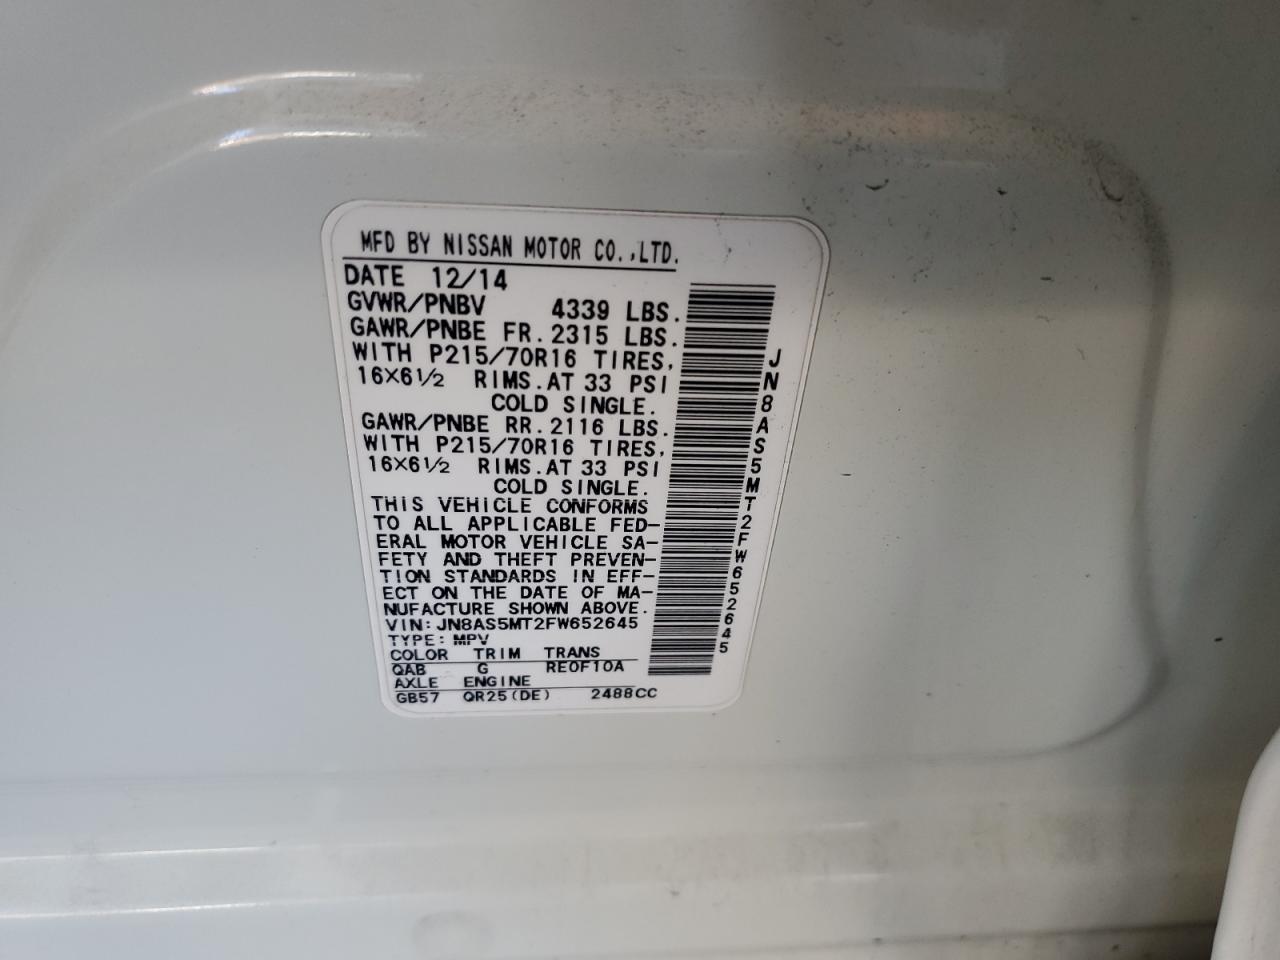 MFD BY NISSAN MOTOR CO.,LTD.
DATE 12/14
GVWR/PNBV 4339 LBS.
GAWR/PNBE FR. 2315 LBS.
WITH P215/70R16 TIRES,
16×6½ RIMS. AT 33 PSI
COLD SINGLE.
GAWR/PNBE RR. 2116 LBS.
WITH P215/70R16 TIRES,
16×6½ RIMS. AT 33 PSI
COLD SINGLE.
THIS VEHICLE CONFORMS
TO ALL APPLICABLE FED-
ERAL MOTOR VEHICLE SA-
FETY AND THEFT PREVEN-
TION STANDARDS IN EFF-
ECT ON THE DATE OF MA-
NUFACTURE SHOWN ABOVE.
VIN: JN8AS5MT2FW652645
TYPE: MPV
COLOR TRIM TRANS
QAB G RE0F10A
AXLE ENGINE
GB57 QR25(DE) 2488CC
JN8AS5MT2FW652645